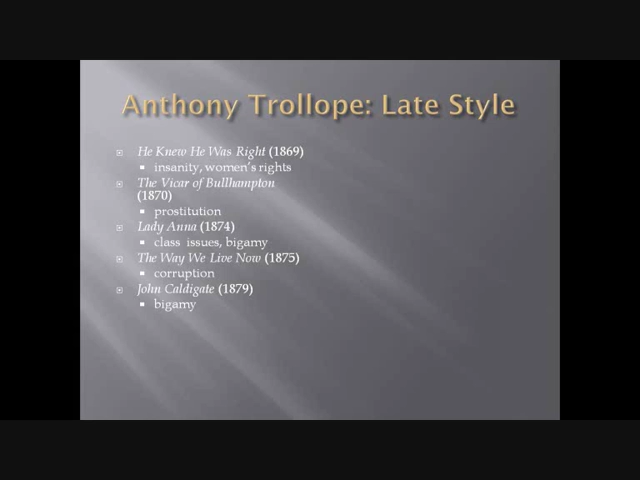 Anthony Trollope: Late Style
He Knew He Was Right (1869)
insanity, women's rights
The Vicar of Bullhampton
(1870)
prostitution
Lady Anna (1874)
class issues, bigamy
The Way We Live Now (1875)
corruption
John Caldigate (1879)
bigamy